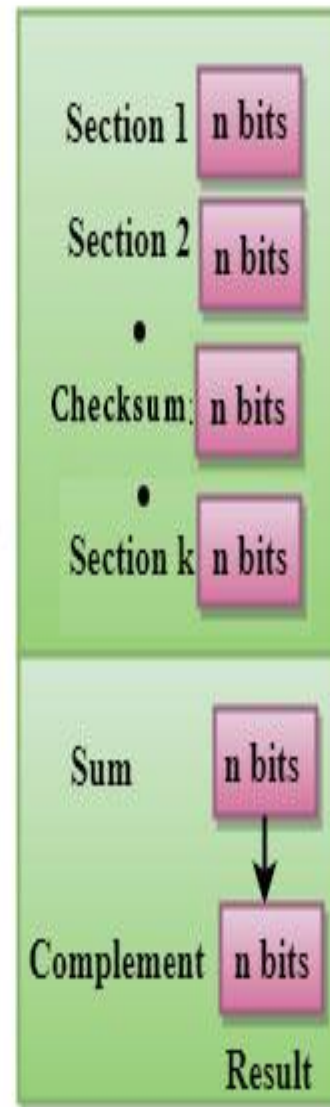 Section 1 n bits
Section 2 n bits
•
Checksum: n bits
•
Section k n bits
Sum n bits
Complement n bits
Result